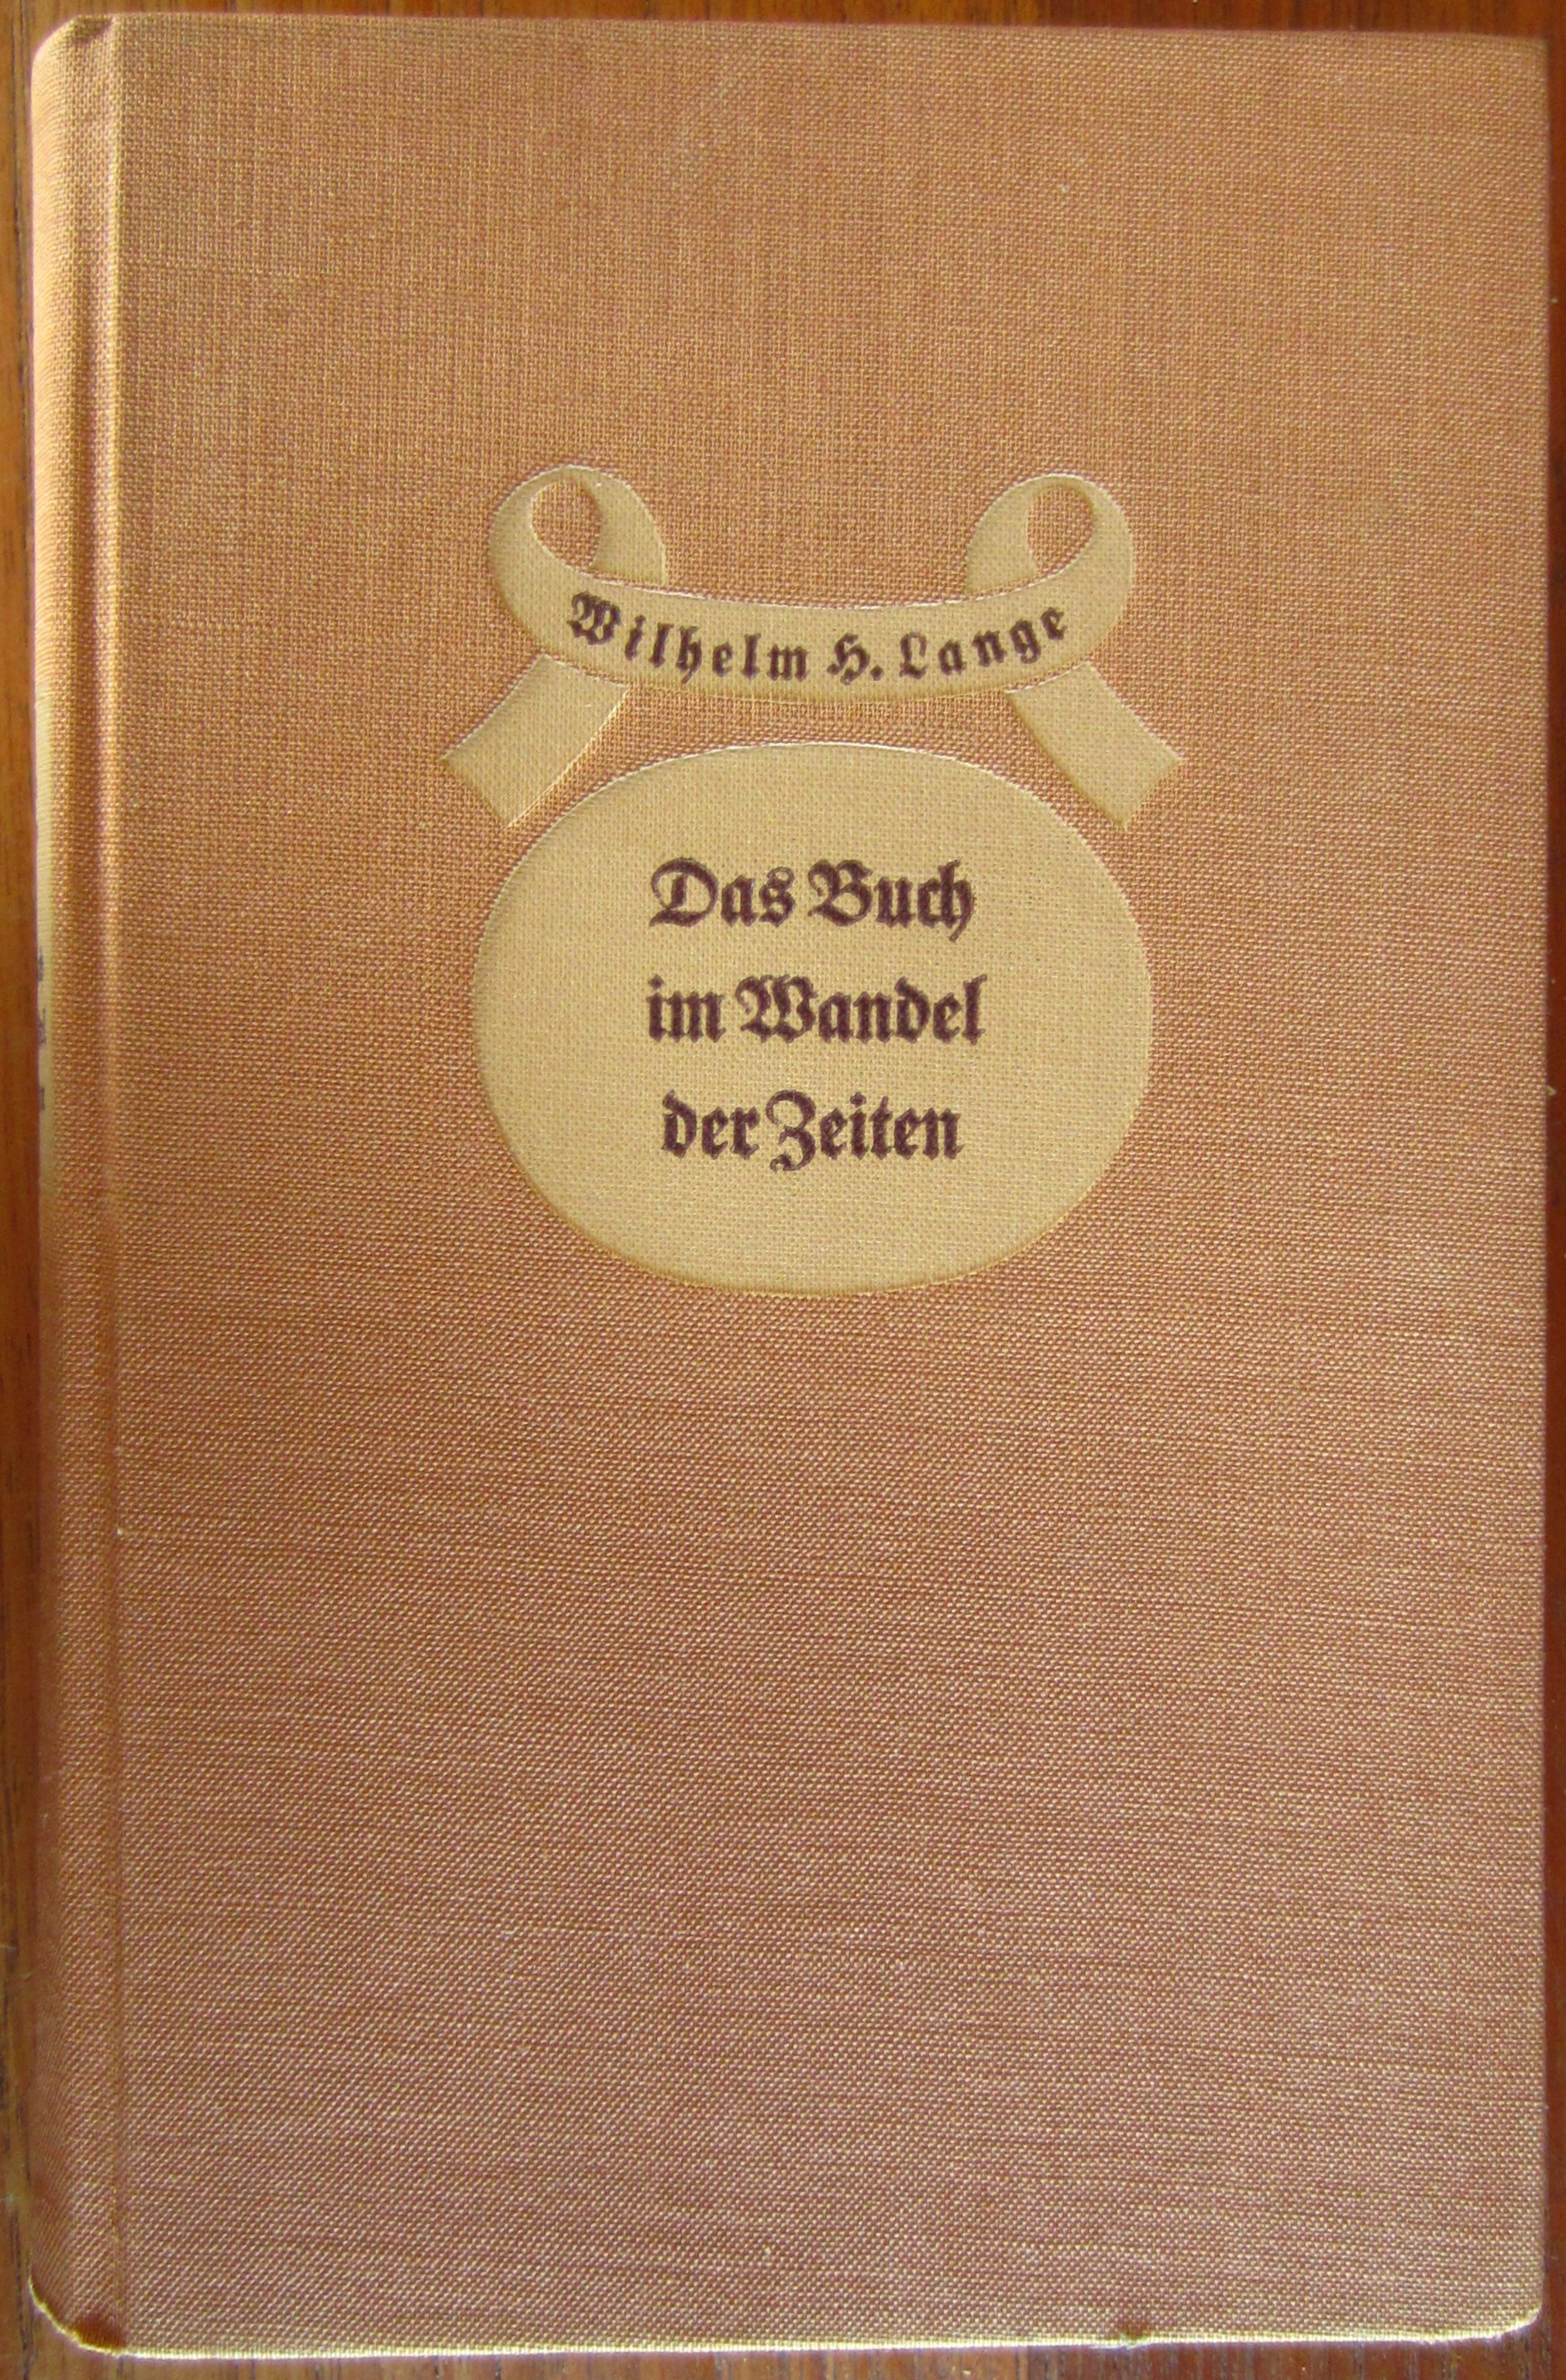 Wilhelm H. Lange
Das Buch
im Wandel
der Zeiten